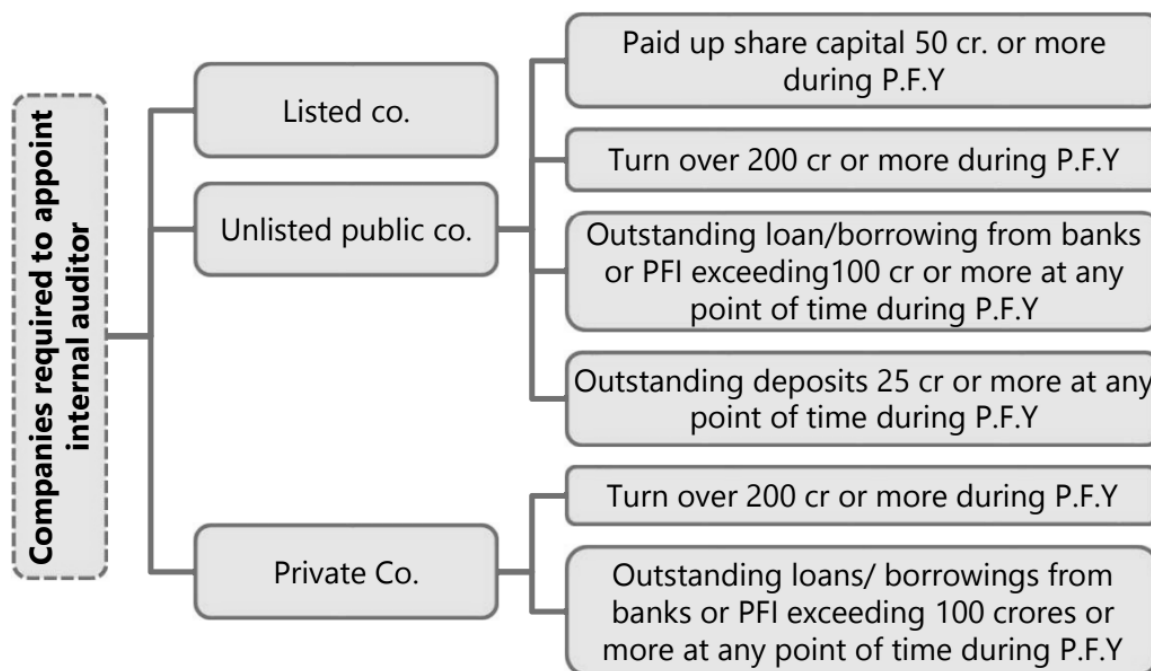 Companies required to appoint
internal auditor
Listed co.
Unlisted public co.
Paid up share capital 50 cr. or more
during P.F.Y
Turn over 200 cr or more during P.F.Y
Outstanding loan/borrowing from banks
or PFI exceeding100 cr or more at any
point of time during P.F.Y
Outstanding deposits 25 cr or more at any
point of time during P.F.Y
Private Co.
Turn over 200 cr or more during P.F.Y
Outstanding loans/ borrowings from
banks or PFI exceeding 100 crores or
more at any point of time during P.F.Y